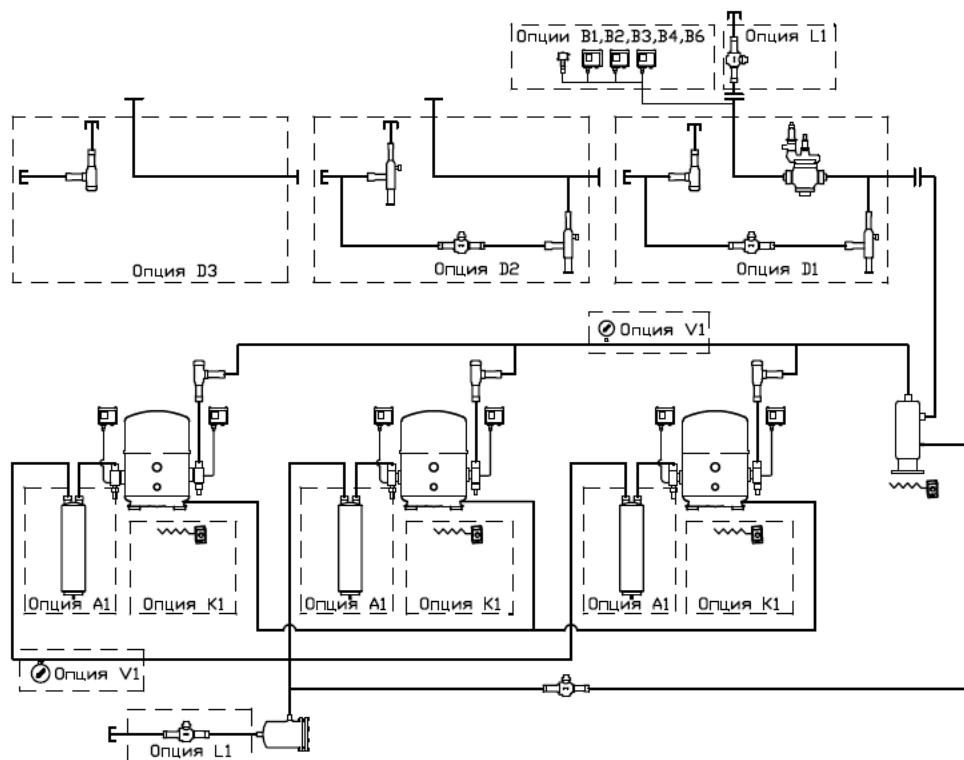 Опции B1,B2,B3,B4,B6
Опция L1
Опция D3
Опция D2
Опция D1
Опция V1
Опция A1
Опция K1
Опция A1
Опция K1
Опция A1
Опция K1
Опция V1
Опция L1